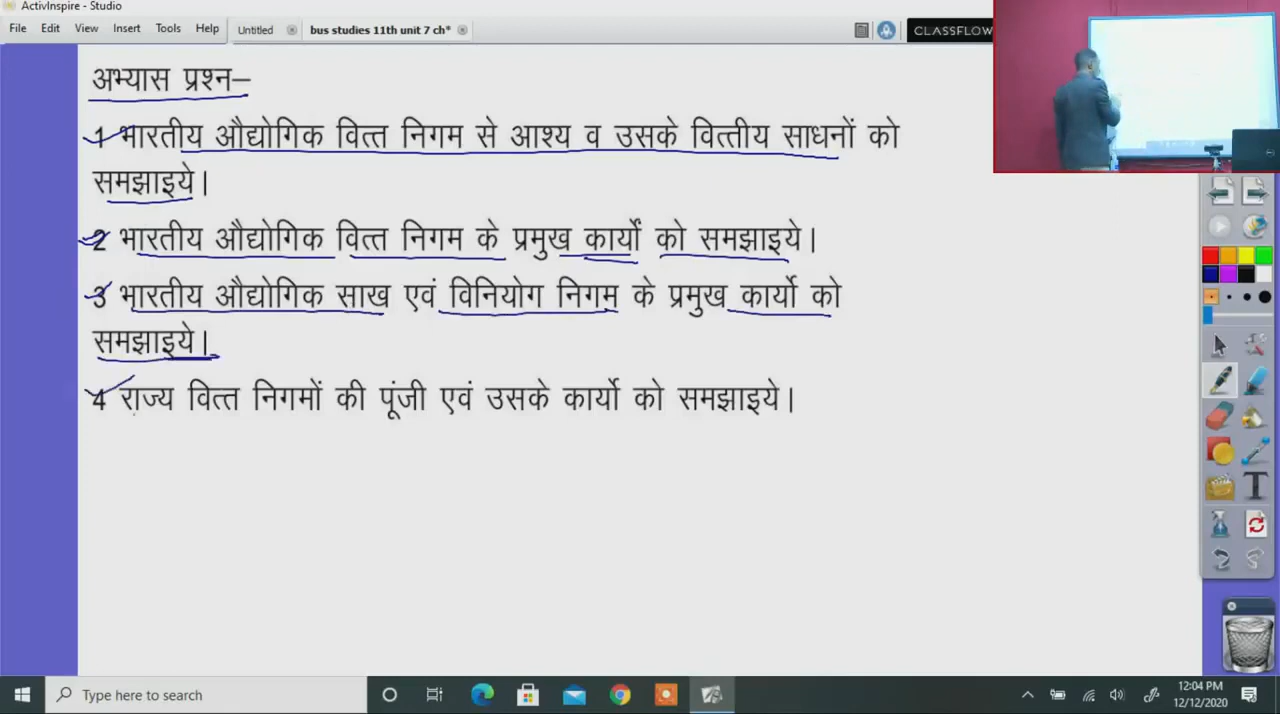 ActivInspire - Studio
File Edit View Insert Tools Help Untitled bus studies 11th unit 7 ch* CLASSFLOW
अभ्यास प्रश्न–
1 भारतीय औद्योगिक वित्त निगम से आश्य व उसके वित्तीय साधनों को
समझाइये।
2 भारतीय औद्योगिक वित्त निगम के प्रमुख कार्यों को समझाइये।
3 भारतीय औद्योगिक साख एवं विनियोग निगम के प्रमुख कार्यो को
समझाइये।
4 राज्य वित्त निगमों की पूंजी एवं उसके कार्यो को समझाइये।
Type here to search
12:04 PM
12/12/2020